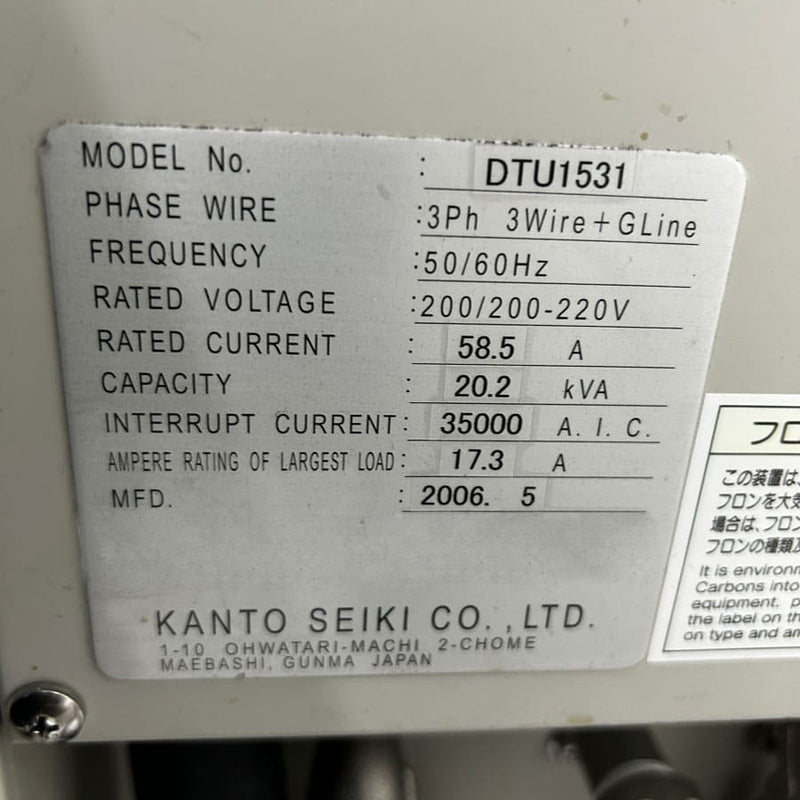 MODEL No. : DTU1531
PHASE WIRE :3Ph 3Wire+GLine
FREQUENCY :50/60Hz
RATED VOLTAGE :200/200-220V
RATED CURRENT : 58.5 A
CAPACITY : 20.2 kVA
INTERRUPT CURRENT: 35000 A. I. C.
AMPERE RATING OF LARGEST LOAD: 17.3 A
MFD. : 2006. 5
KANTO SEIKI CO.,LTD.
1-10 OHWATARI-MACHI 2-CHOME
MAEBASHI, GUNMA JAPAN
フロ
この装置は、
フロンを大気
場合は、フロン
フロンの種類
It is environm
Carbons into
equipment, p
the label on th
on type and am